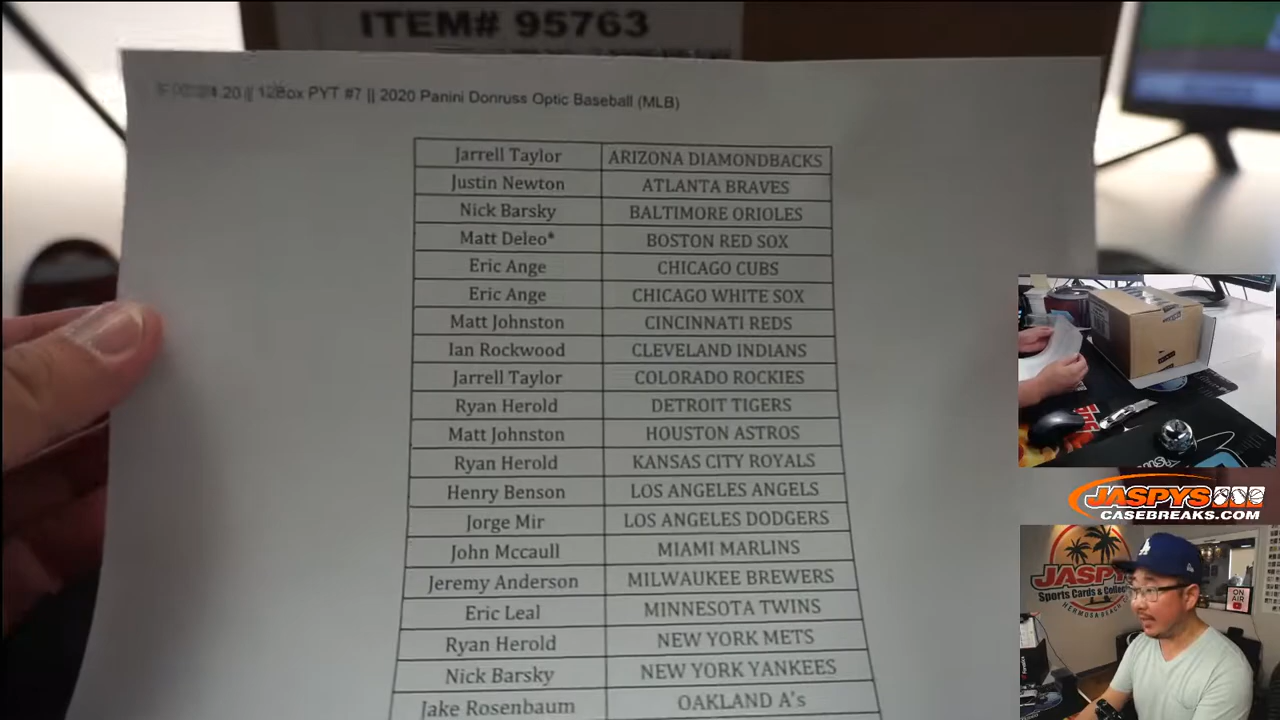 ITEM# 95763
Box PYT #7 || 2020 Panini Donruss Optic Baseball (MLB)
Jarrell Taylor ARIZONA DIAMONDBACKS
Justin Newton ATLANTA BRAVES
Nick Barsky BALTIMORE ORIOLES
Matt Deleo* BOSTON RED SOX
Eric Ange CHICAGO CUBS
Eric Ange CHICAGO WHITE SOX
Matt Johnston CINCINNATI REDS
Ian Rockwood CLEVELAND INDIANS
Jarrell Taylor COLORADO ROCKIES
Ryan Herold DETROIT TIGERS
Matt Johnston HOUSTON ASTROS
Ryan Herold KANSAS CITY ROYALS
Henry Benson LOS ANGELES ANGELS
Jorge Mir LOS ANGELES DODGERS
John Mccaull MIAMI MARLINS
Jeremy Anderson MILWAUKEE BREWERS
Eric Leal MINNESOTA TWINS
Ryan Herold NEW YORK METS
Nick Barsky NEW YORK YANKEES
Jake Rosenbaum OAKLAND A's
JASPYS
CASEBREAKS.COM
JASPY'S
Sports Cards & Collec
HERMOSA BEACH
ON
AIR